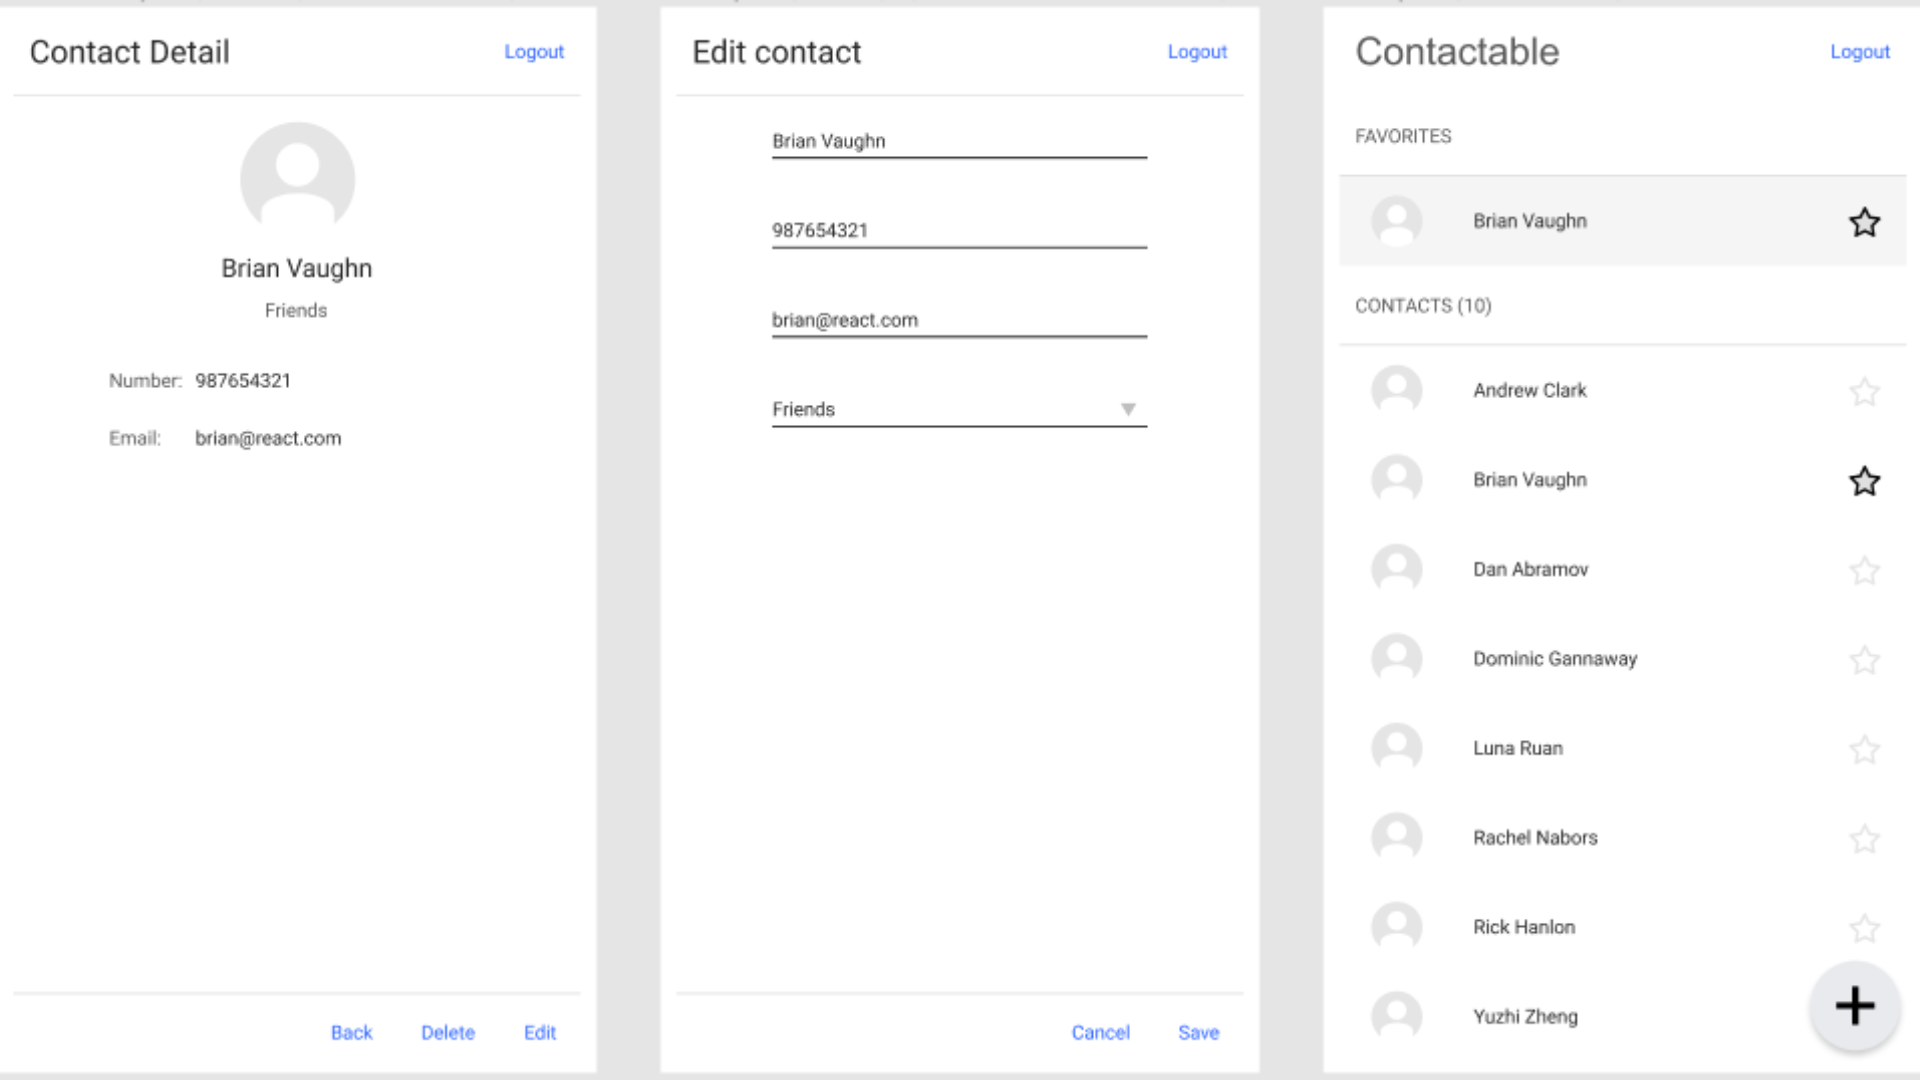 Contact Detail
Logout
Brian Vaughn
Friends
Number: 987654321
Email: brian@react.com
Back Delete Edit
Edit contact
Logout
Brian Vaughn
987654321
brian@react.com
Friends
Cancel Save
Contactable
Logout
FAVORITES
Brian Vaughn
CONTACTS (10)
Andrew Clark
Brian Vaughn
Dan Abramov
Dominic Gannaway
Luna Ruan
Rachel Nabors
Rick Hanlon
Yuzhi Zheng